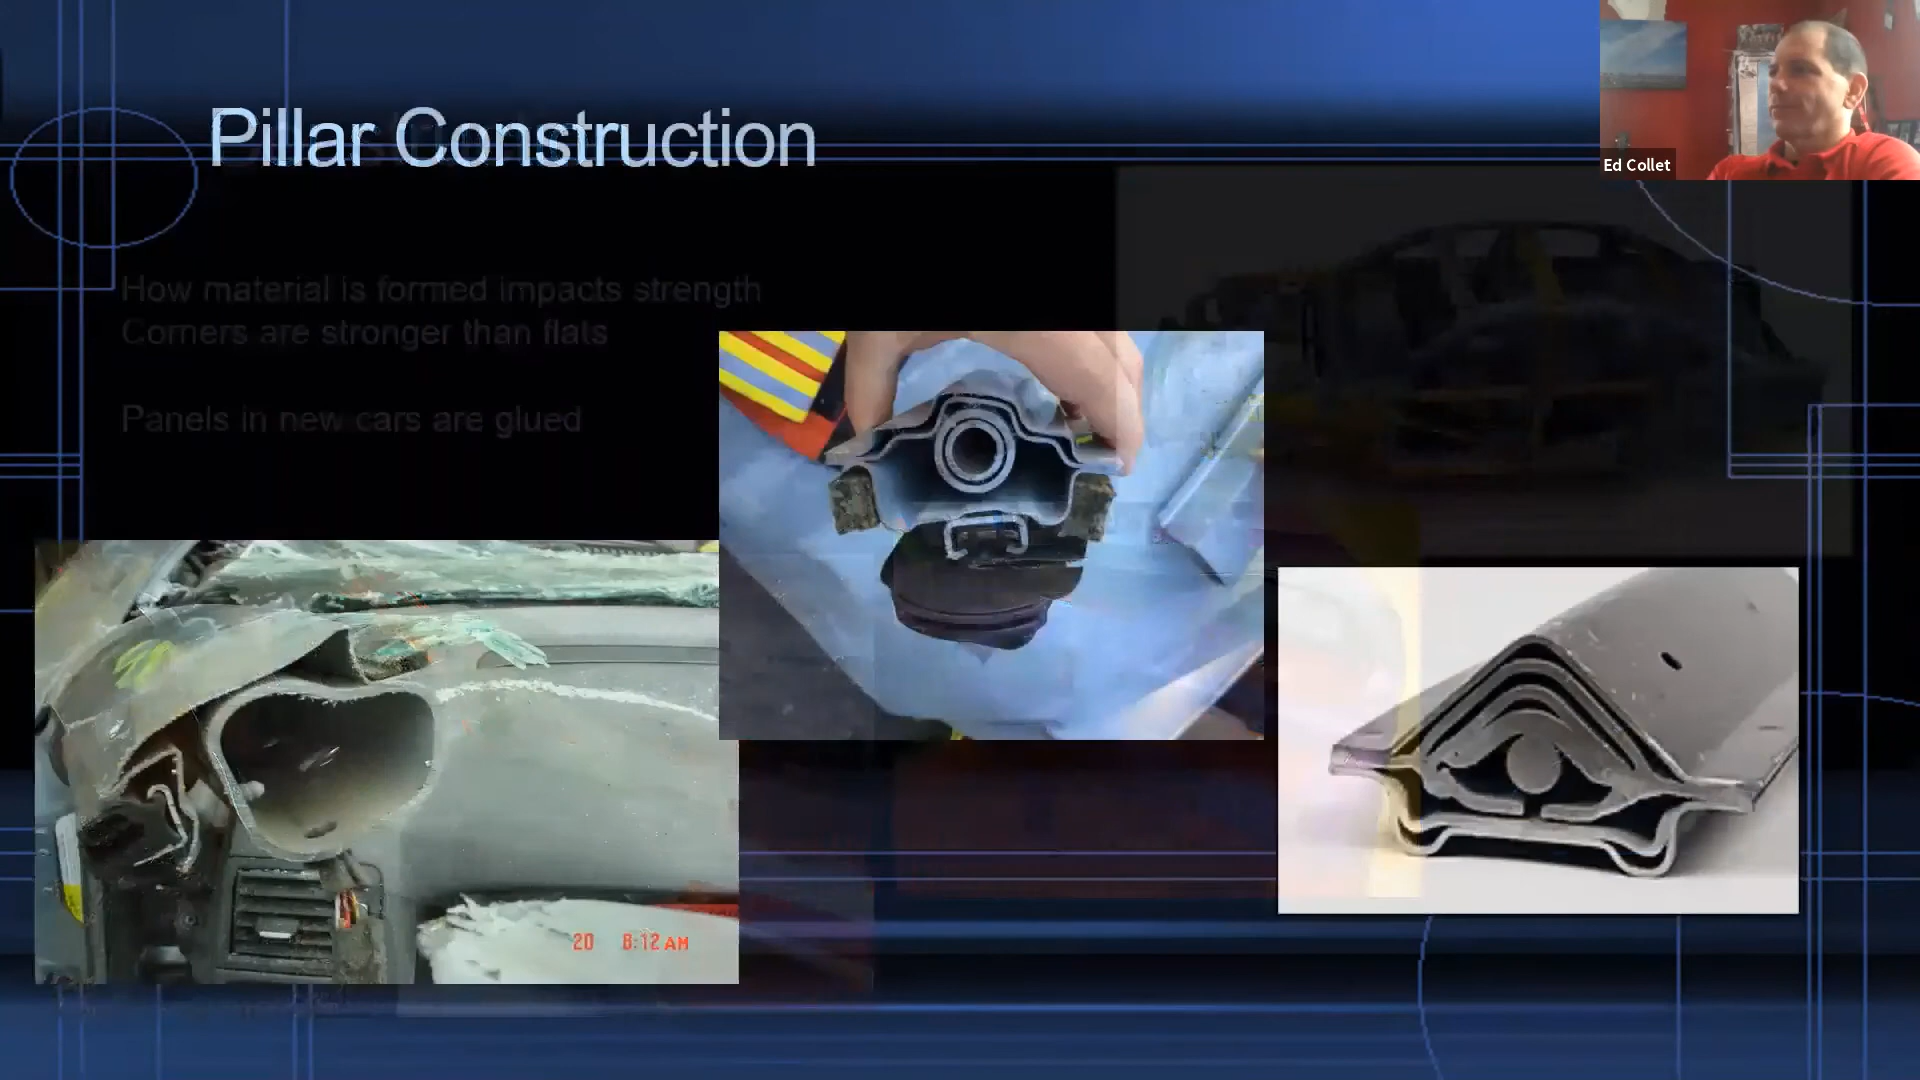 Pillar Construction
Ed Collet
How material is formed impacts strength
Corners are stronger than flats
Panels in new cars are glued
20 8:12 AM